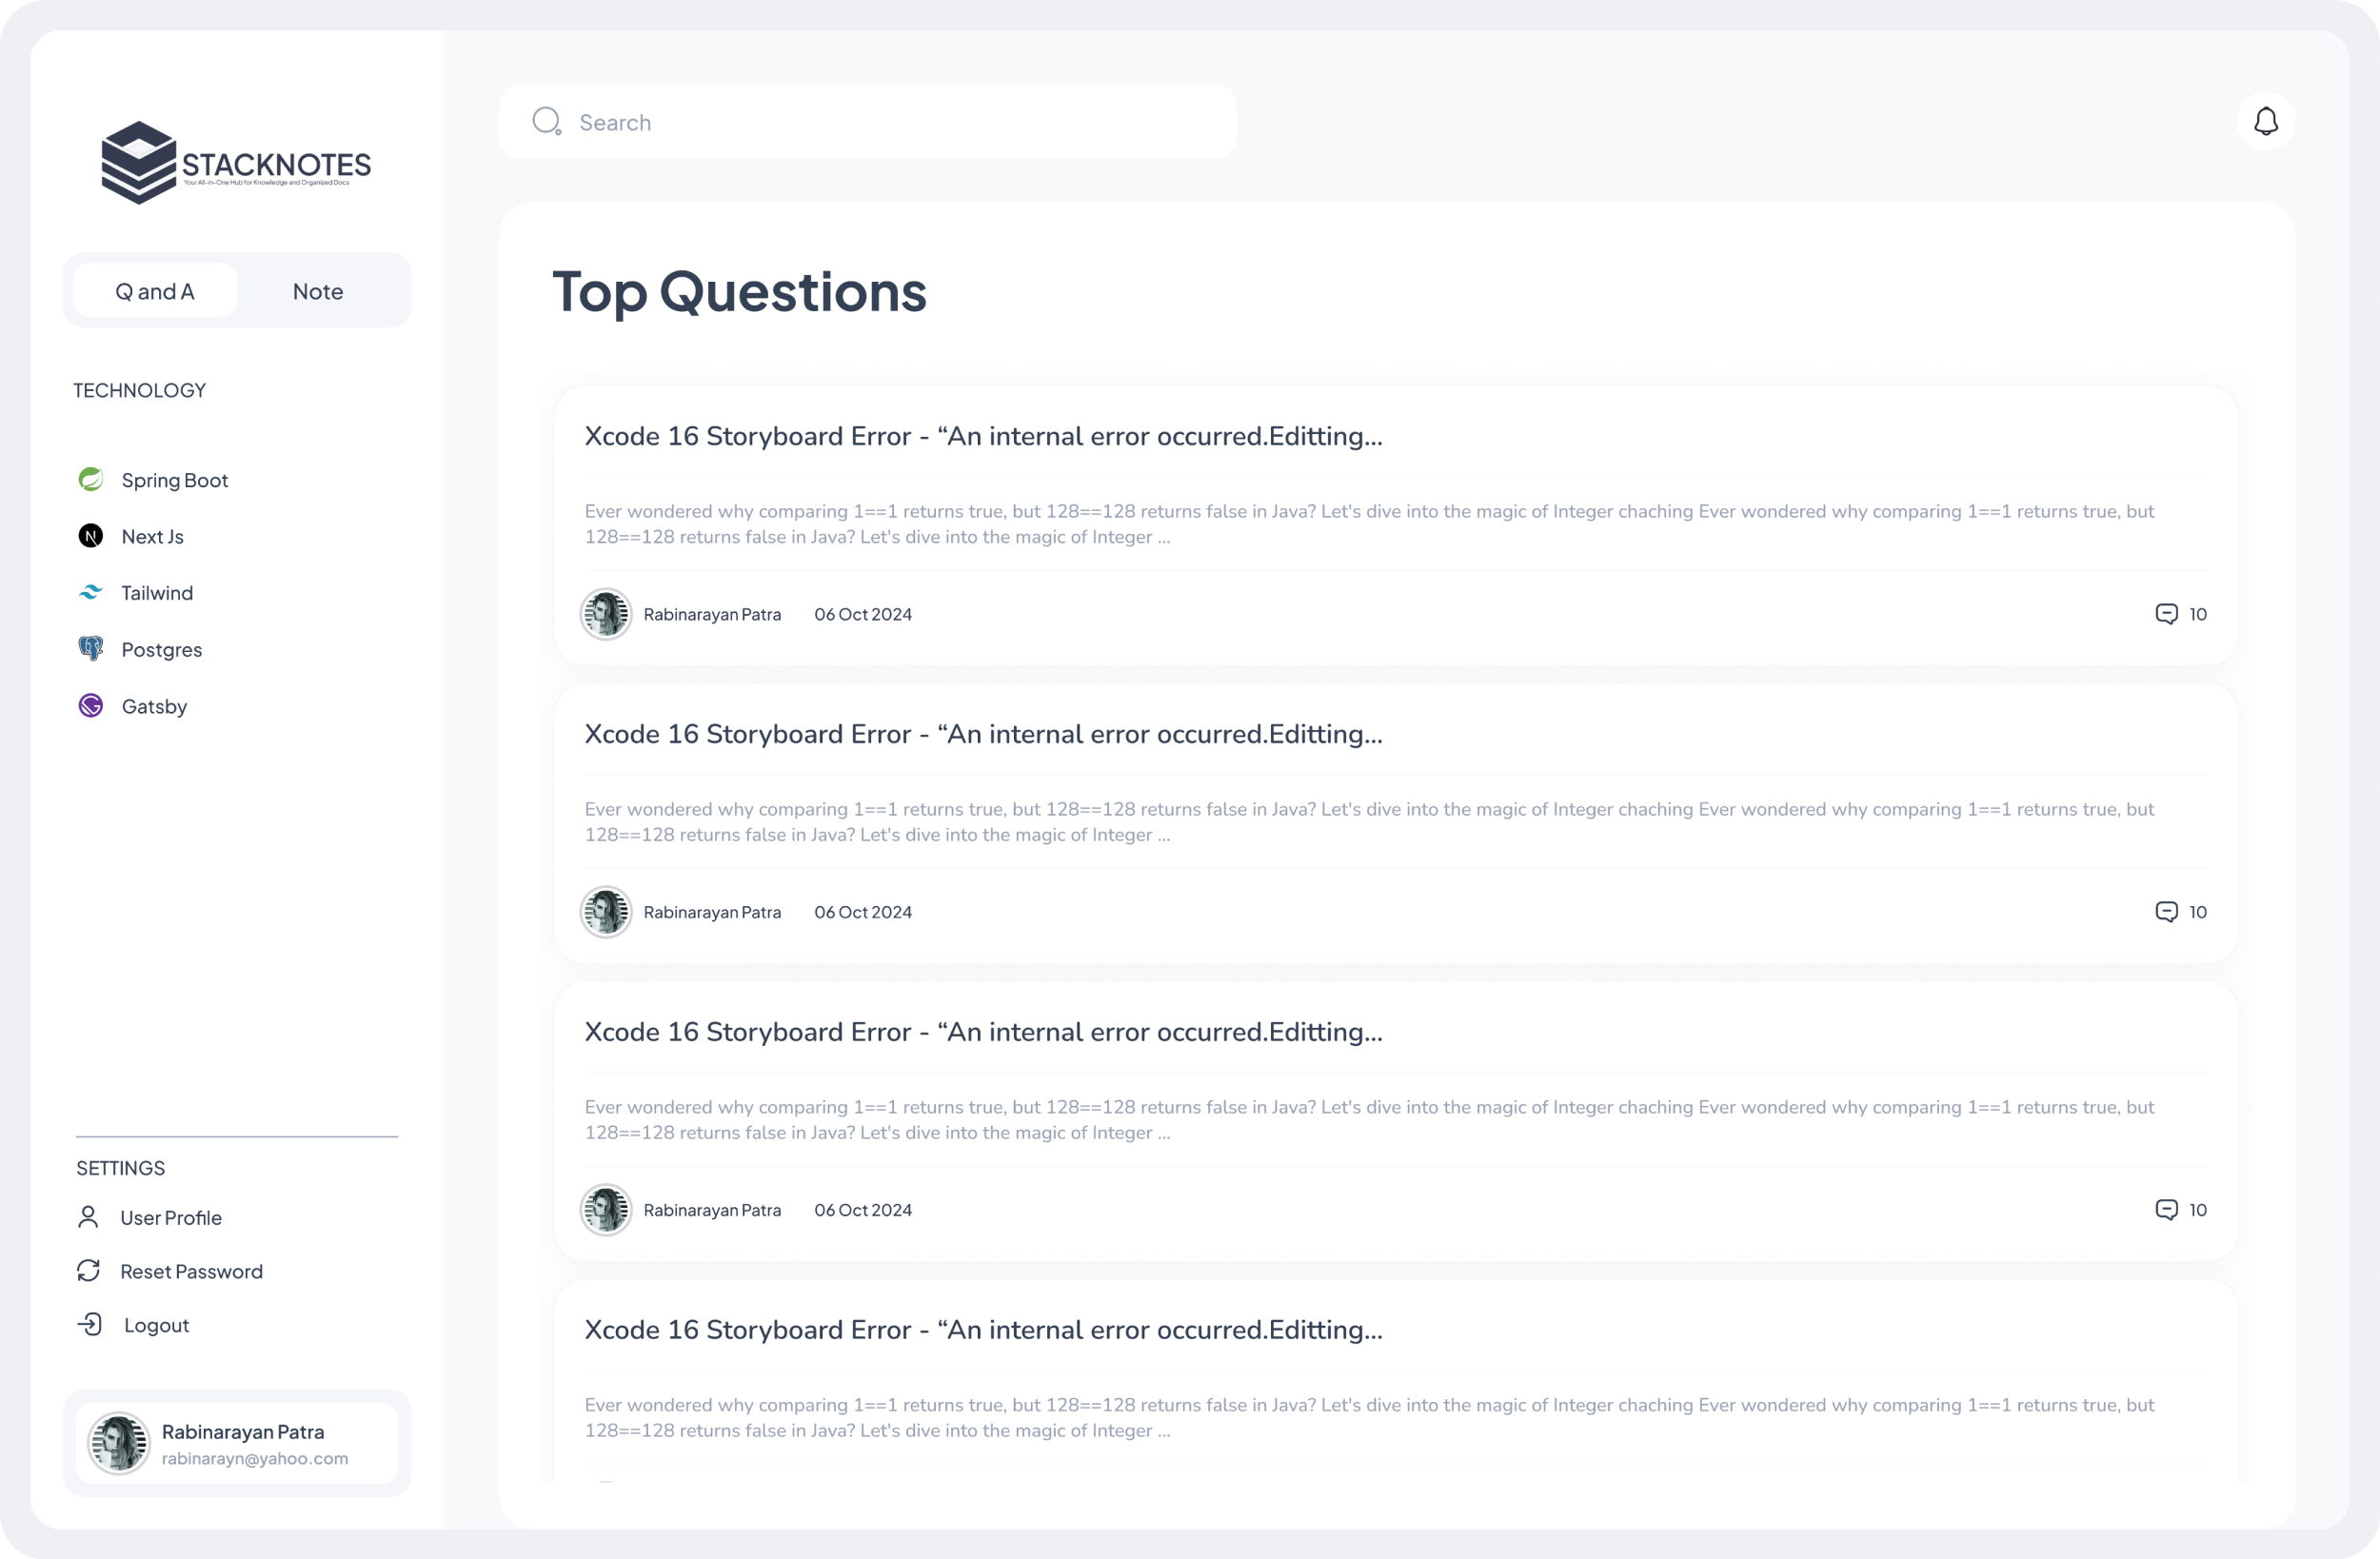 STACKNOTES
Your All-in-One Hub for Knowledge and Organized Docs
Q and A
Note
TECHNOLOGY
Spring Boot
Next Js
Tailwind
Postgres
Gatsby
SETTINGS
User Profile
Reset Password
Logout
Rabinarayan Patra
rabinarayn@yahoo.com
Search
Top Questions
Xcode 16 Storyboard Error - “An internal error occurred.Editting...
Ever wondered why comparing 1==1 returns true, but 128==128 returns false in Java? Let's dive into the magic of Integer chaching Ever wondered why comparing 1==1 returns true, but
128==128 returns false in Java? Let's dive into the magic of Integer ...
Rabinarayan Patra 06 Oct 2024 10
Xcode 16 Storyboard Error - “An internal error occurred.Editting...
Ever wondered why comparing 1==1 returns true, but 128==128 returns false in Java? Let's dive into the magic of Integer chaching Ever wondered why comparing 1==1 returns true, but
128==128 returns false in Java? Let's dive into the magic of Integer ...
Rabinarayan Patra 06 Oct 2024 10
Xcode 16 Storyboard Error - “An internal error occurred.Editting...
Ever wondered why comparing 1==1 returns true, but 128==128 returns false in Java? Let's dive into the magic of Integer chaching Ever wondered why comparing 1==1 returns true, but
128==128 returns false in Java? Let's dive into the magic of Integer ...
Rabinarayan Patra 06 Oct 2024 10
Xcode 16 Storyboard Error - “An internal error occurred.Editting...
Ever wondered why comparing 1==1 returns true, but 128==128 returns false in Java? Let's dive into the magic of Integer chaching Ever wondered why comparing 1==1 returns true, but
128==128 returns false in Java? Let's dive into the magic of Integer ...